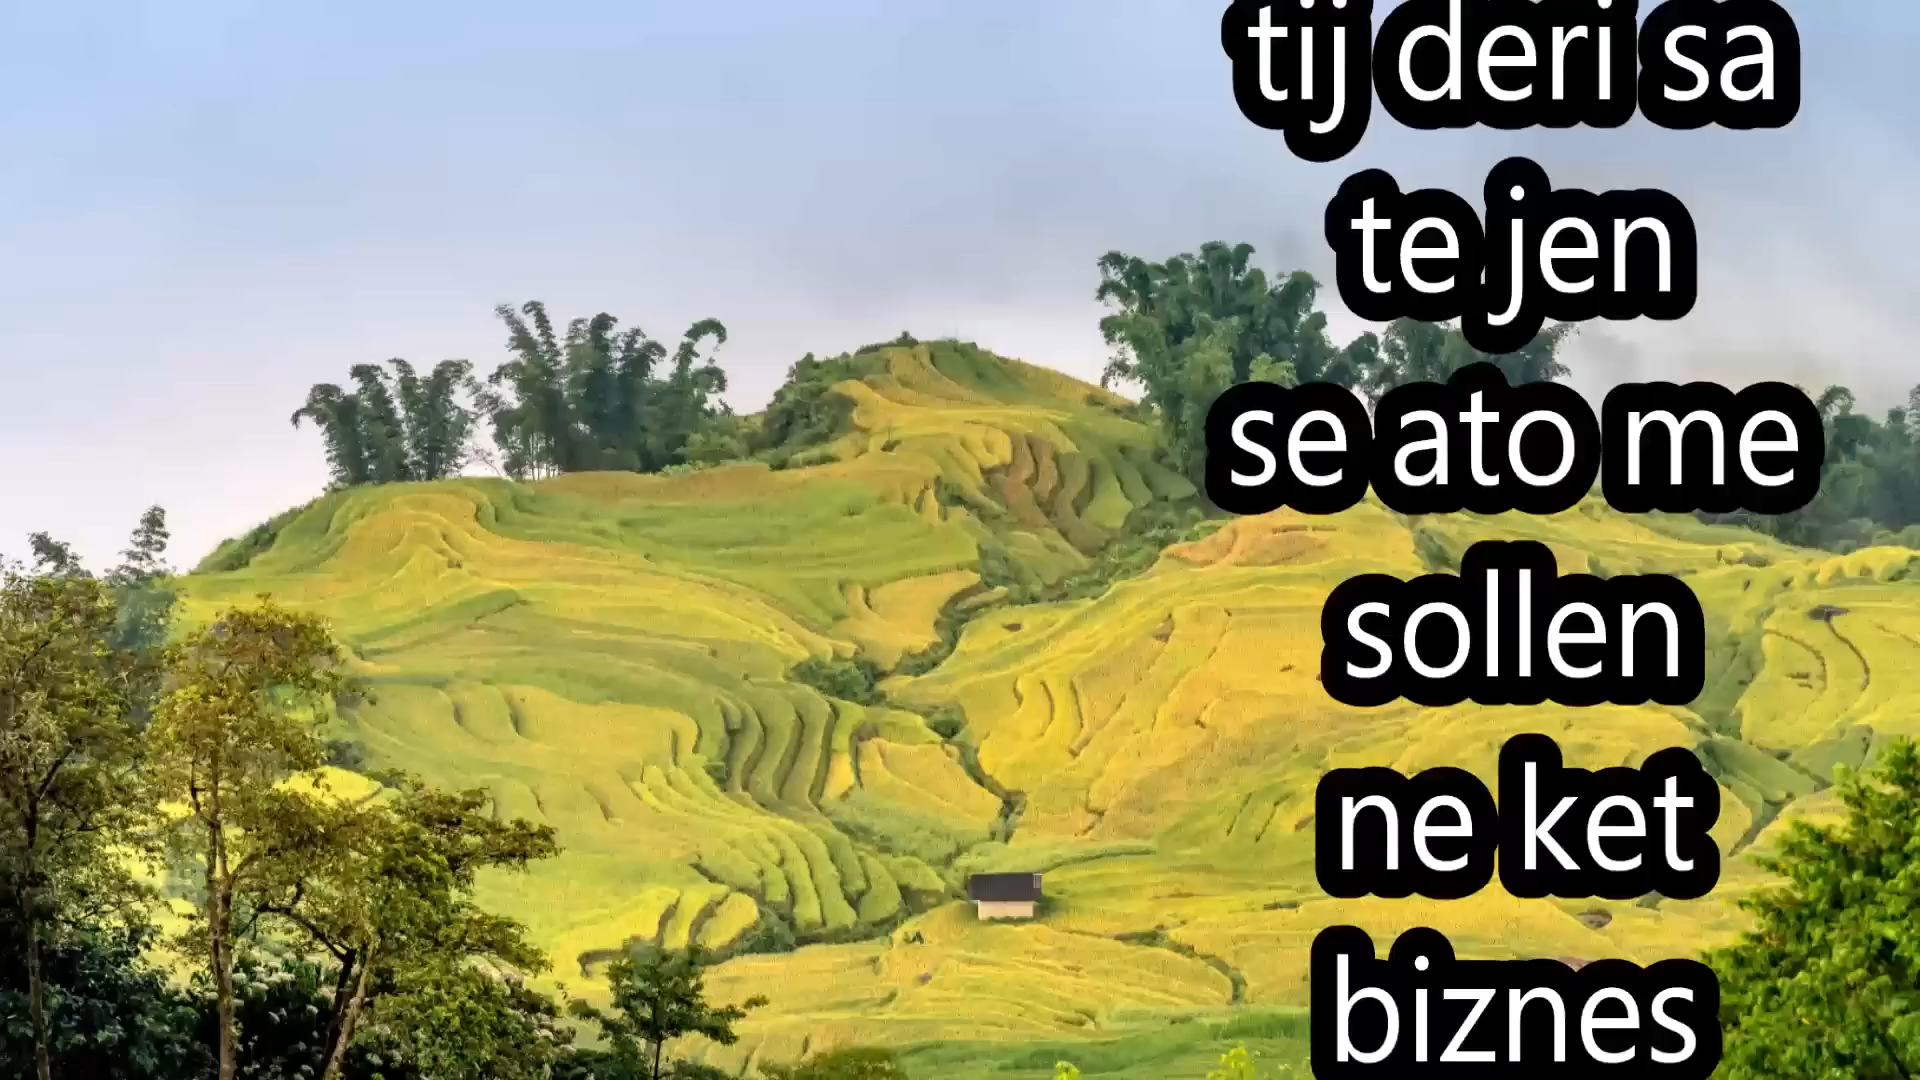 tij deri sa
te jen
se ato me
sollen
ne ket
biznes